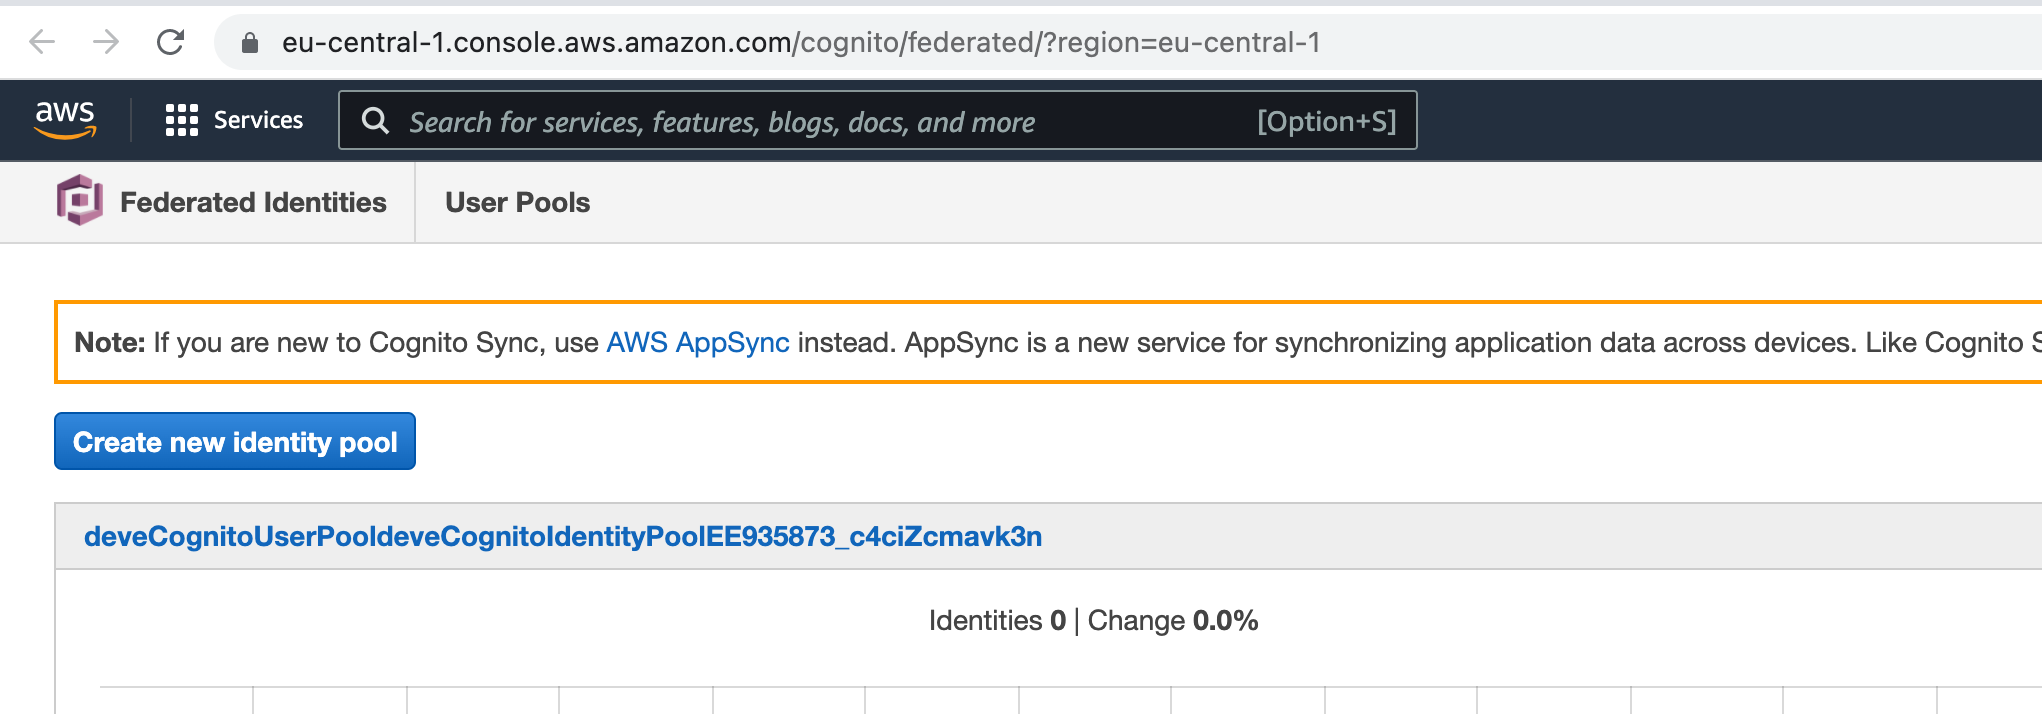 eu-central-1.console.aws.amazon.com/cognito/federated/?region=eu-central-1
aws Services Search for services, features, blogs, docs, and more [Option+S]
Federated Identities User Pools
Note: If you are new to Cognito Sync, use AWS AppSync instead. AppSync is a new service for synchronizing application data across devices. Like Cognito
Create new identity pool
deveCognitoUserPooldeveCognitoIdentityPoolEE935873_c4ciZcmavk3n
Identities 0 | Change 0.0%